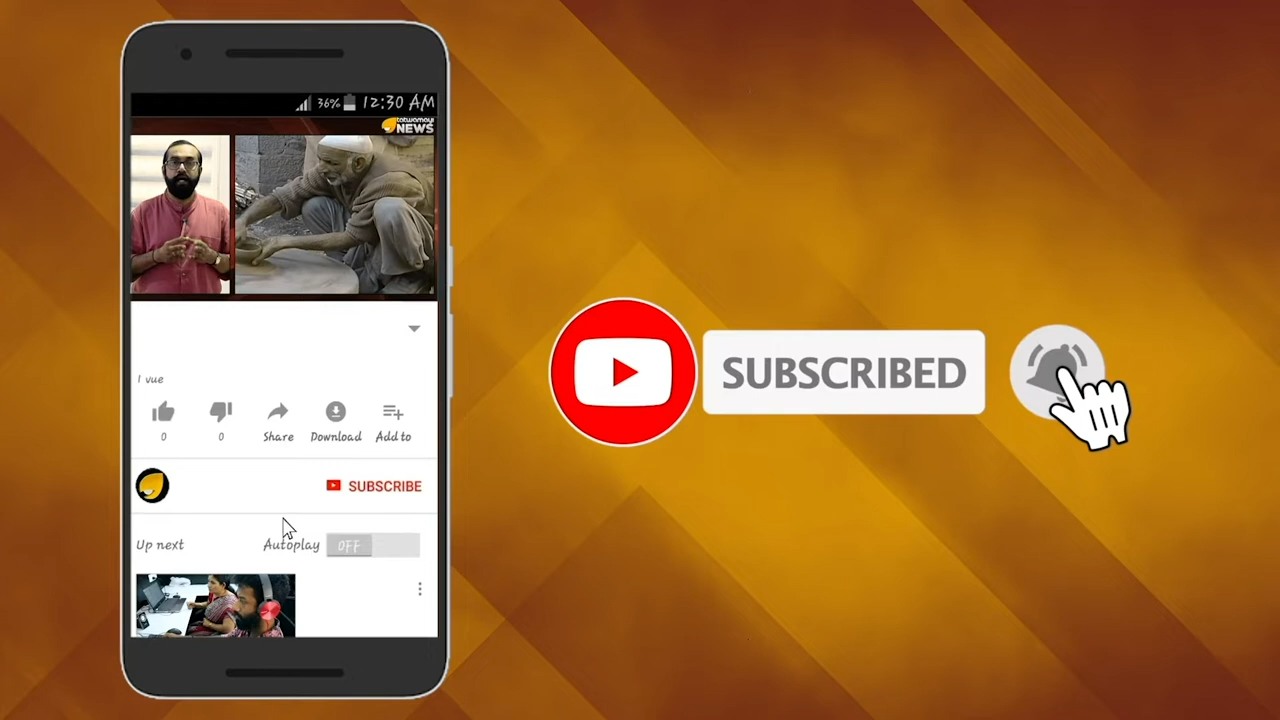 36% 12:30 AM
tatwamayi
NEWS
1 vue
0 0 Share Download Add to
SUBSCRIBE
Up next Autoplay OFF
SUBSCRIBED